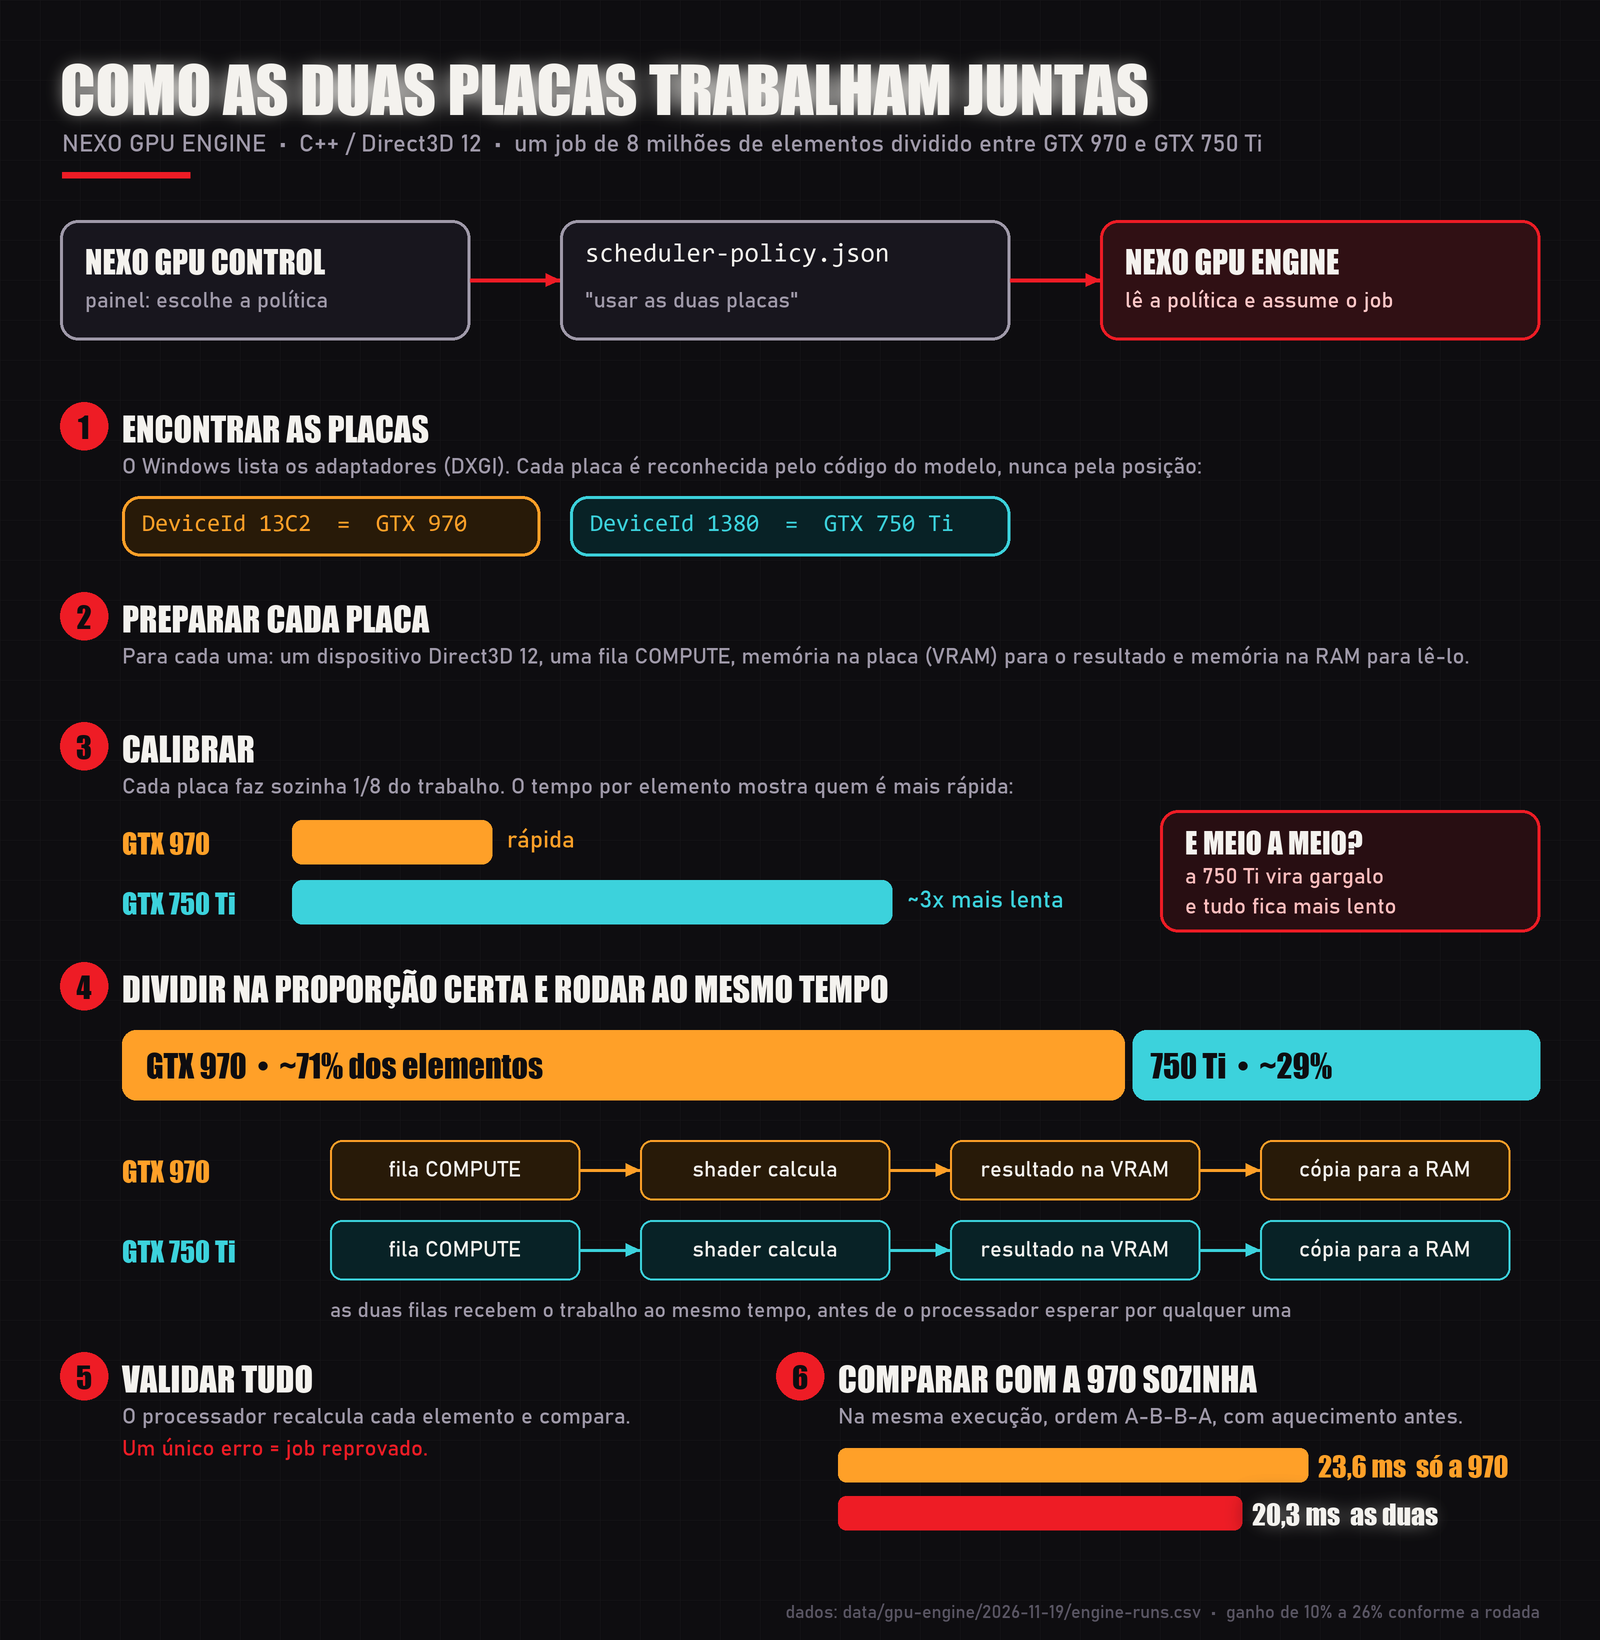 COMO AS DUAS PLACAS TRABALHAM JUNTAS
NEXO GPU ENGINE • C++ / Direct3D 12 • um job de 8 milhões de elementos dividido entre GTX 970 e GTX 750 Ti
NEXO GPU CONTROL
painel: escolhe a política
scheduler-policy.json
"usar as duas placas"
NEXO GPU ENGINE
lê a política e assume o job
1 ENCONTRAR AS PLACAS
O Windows lista os adaptadores (DXGI). Cada placa é reconhecida pelo código do modelo, nunca pela posição:
DeviceId 13C2 = GTX 970
DeviceId 1380 = GTX 750 Ti
2 PREPARAR CADA PLACA
Para cada uma: um dispositivo Direct3D 12, uma fila COMPUTE, memória na placa (VRAM) para o resultado e memória na RAM para lê-lo.
3 CALIBRAR
Cada placa faz sozinha 1/8 do trabalho. O tempo por elemento mostra quem é mais rápida:
GTX 970 rápida
GTX 750 Ti ~3x mais lenta
E MEIO A MEIO?
a 750 Ti vira gargalo
e tudo fica mais lento
4 DIVIDIR NA PROPORÇÃO CERTA E RODAR AO MESMO TEMPO
GTX 970 • ~71% dos elementos
750 Ti • ~29%
GTX 970 fila COMPUTE shader calcula resultado na VRAM cópia para a RAM
GTX 750 Ti fila COMPUTE shader calcula resultado na VRAM cópia para a RAM
as duas filas recebem o trabalho ao mesmo tempo, antes de o processador esperar por qualquer uma
5 VALIDAR TUDO
O processador recalcula cada elemento e compara.
Um único erro = job reprovado.
6 COMPARAR COM A 970 SOZINHA
Na mesma execução, ordem A-B-B-A, com aquecimento antes.
23,6 ms só a 970
20,3 ms as duas
dados: data/gpu-engine/2026-11-19/engine-runs.csv • ganho de 10% a 26% conforme a rodada